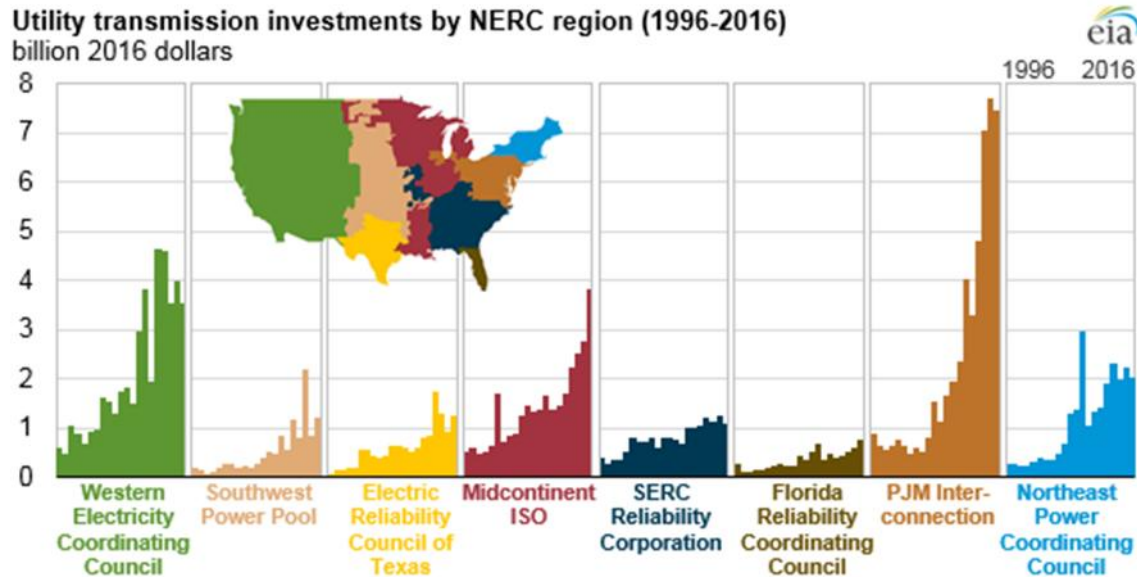 Utility transmission investments by NERC region (1996-2016)
billion 2016 dollars
eia
1996 2016
8
7
6
5
4
3
2
1
0
Western
Electricity
Coordinating
Council
Southwest
Power Pool
Electric
Reliability
Council of
Texas
Midcontinent
ISO
SERC
Reliability
Corporation
Florida
Reliability
Coordinating
Council
PJM Inter-
connection
Northeast
Power
Coordinating
Council